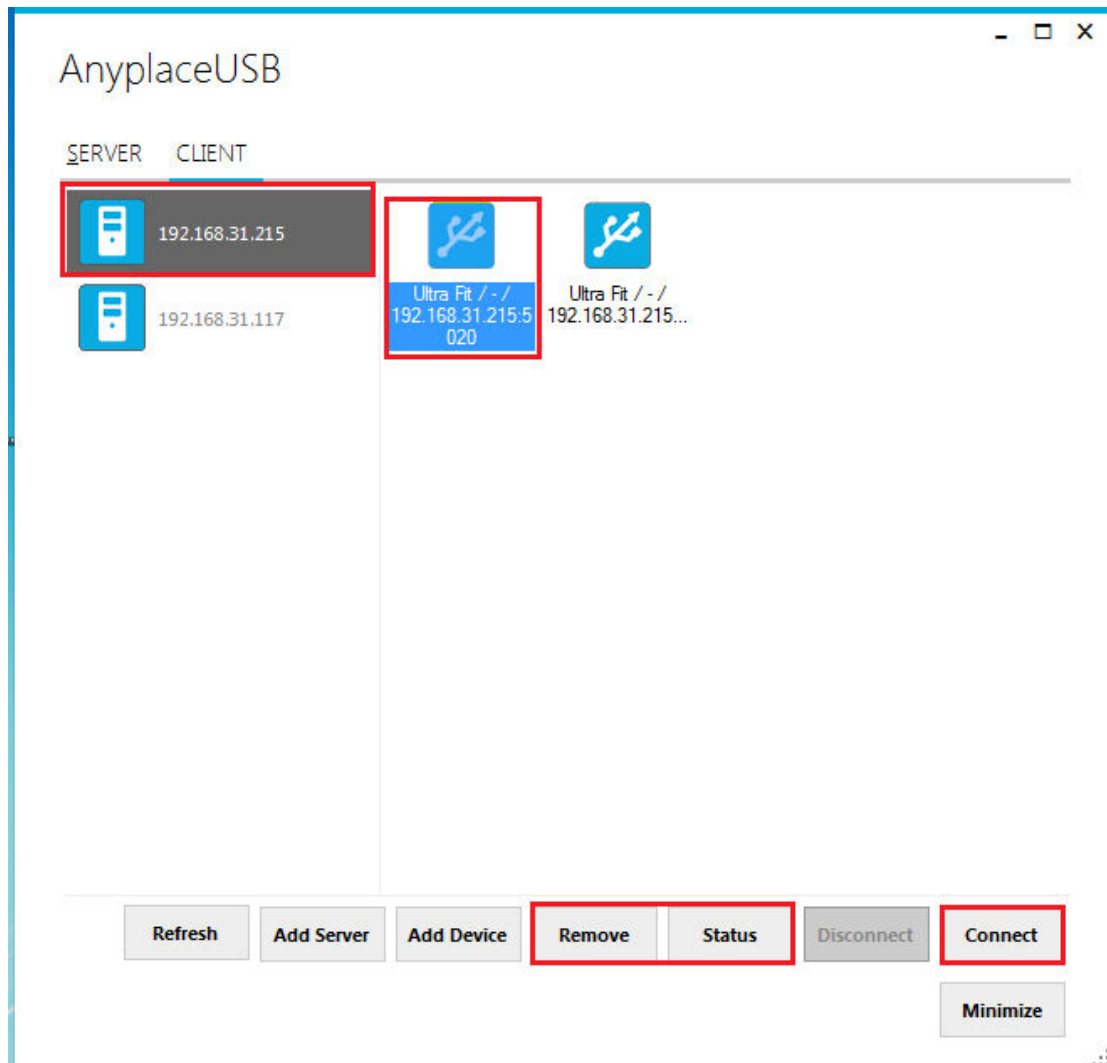 AnyplaceUSB
SERVER CLIENT
192.168.31.215
192.168.31.117
Ultra Fit / - /
192.168.31.215:5
020
Ultra Fit / - /
192.168.31.215...
Refresh Add Server Add Device Remove Status Disconnect Connect
Minimize